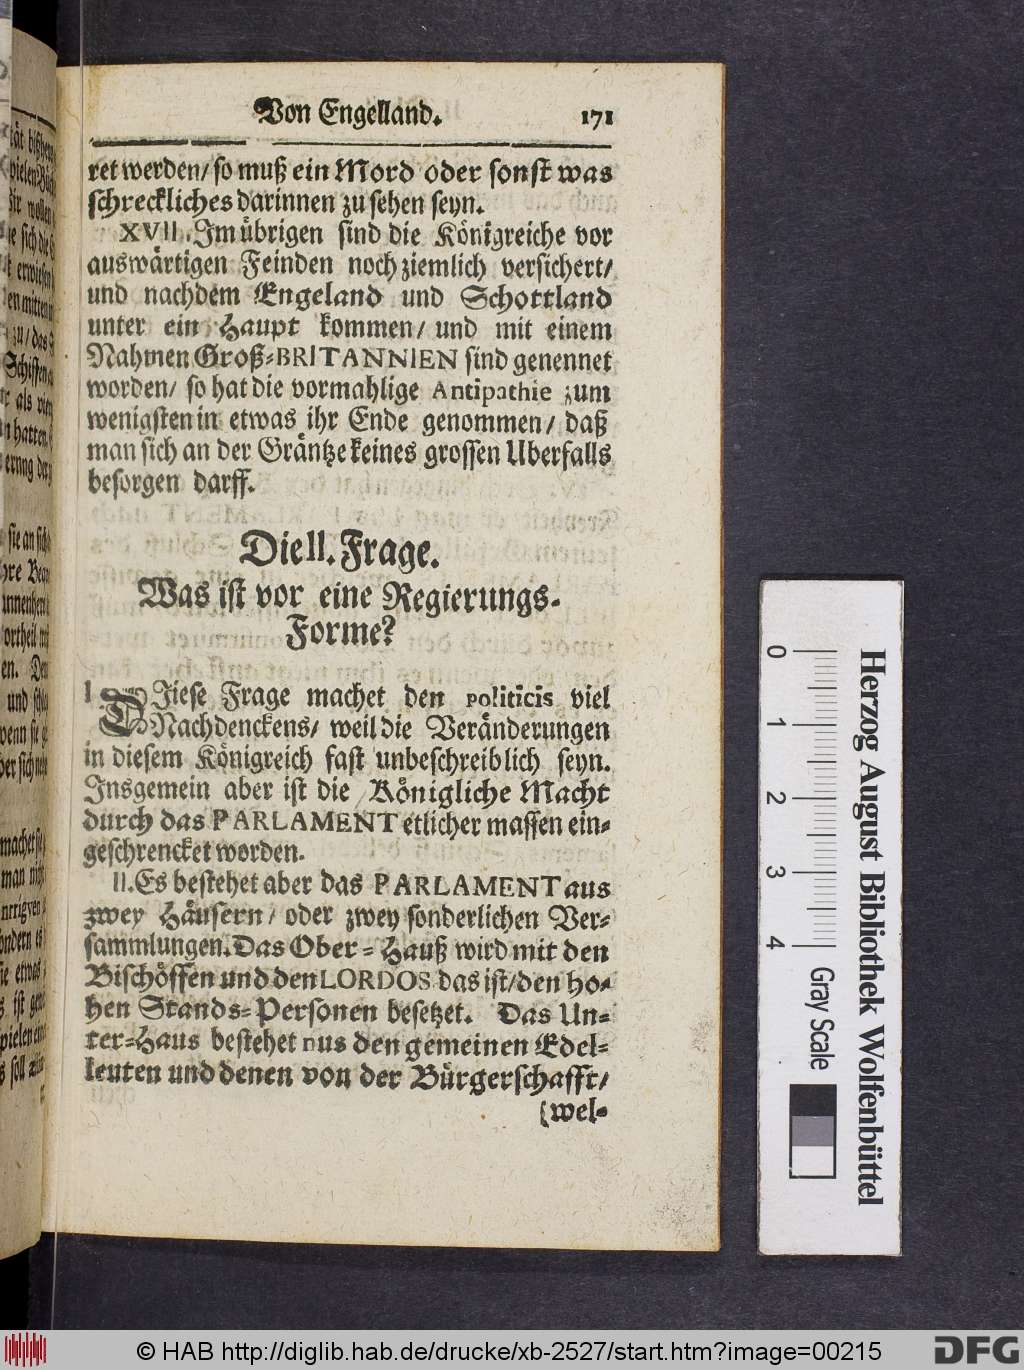 Von Engelland. 171
ret werden/ so muß ein Mord oder sonst was
schreckliches darinnen zu sehen seyn.
XVII. Im übrigen sind die Königreiche vor
auswärtigen Feinden noch ziemlich versichert/
und nachdem Engeland und Schottland
unter ein Haupt kommen/ und mit einem
Nahmen Groß-BRITANNIEN sind genennet
worden/ so hat die vormahlige Antipathie zum
wenigsten in etwas ihr Ende genommen/ daß
man sich an der Gräntze keines grossen Uberfalls
besorgen darff.
Die II. Frage.
Was ist vor eine Regierungs-
Forme?
I. DJiese Frage machet den politicis viel
Nachdenckens/ weil die Veränderungen
in diesem Königreich fast unbeschreiblich seyn.
Insgemein aber ist die Königliche Macht
durch das PARLAMENT etlicher massen ein-
geschrencket worden.
II. Es bestehet aber das PARLAMENT aus
zwey Häusern/ oder zwey sonderlichen Ver-
sammlungen. Das Ober-Hauß wird mit den
Bischöffen und den LORDOS das ist/ den ho-
hen Stands-Personen besetzet. Das Un-
ter-Haus bestehet nus den gemeinen Edel-
leuten und denen von der Bürgerschafft/
(wel-
0 1 2 3 4
Gray Scale
Herzog August Bibliothek Wolfenbüttel
© HAB http://diglib.hab.de/drucke/xb-2527/start.htm?image=00215
DFG